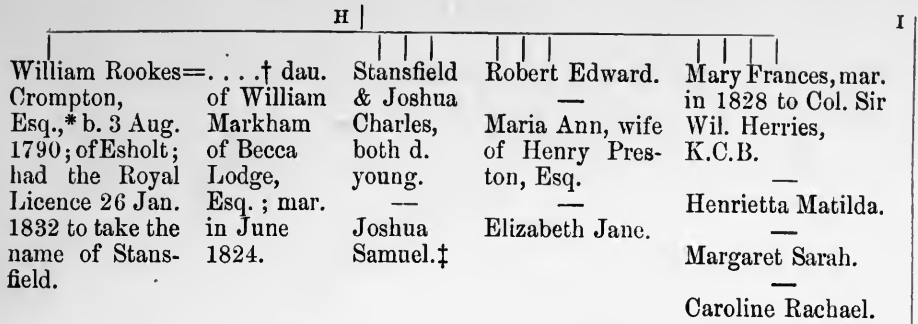 H I
William Rookes=
Crompton,
Esq.,* b. 3 Aug.
1790; of Esholt;
had the Royal
Licence 26 Jan.
1832 to take the
name of Stans-
field.
. . . .† dau.
of William
Markham
of Becca
Lodge,
Esq.; mar.
in June
1824.
Stansfield
& Joshua
Charles,
both d.
young.
—
Joshua
Samuel.‡
Robert Edward.
—
Maria Ann, wife
of Henry Pres-
ton, Esq.
—
Elizabeth Jane.
Mary Frances, mar.
in 1828 to Col. Sir
Wil. Herries,
K.C.B.
—
Henrietta Matilda.
—
Margaret Sarah.
—
Caroline Rachael.